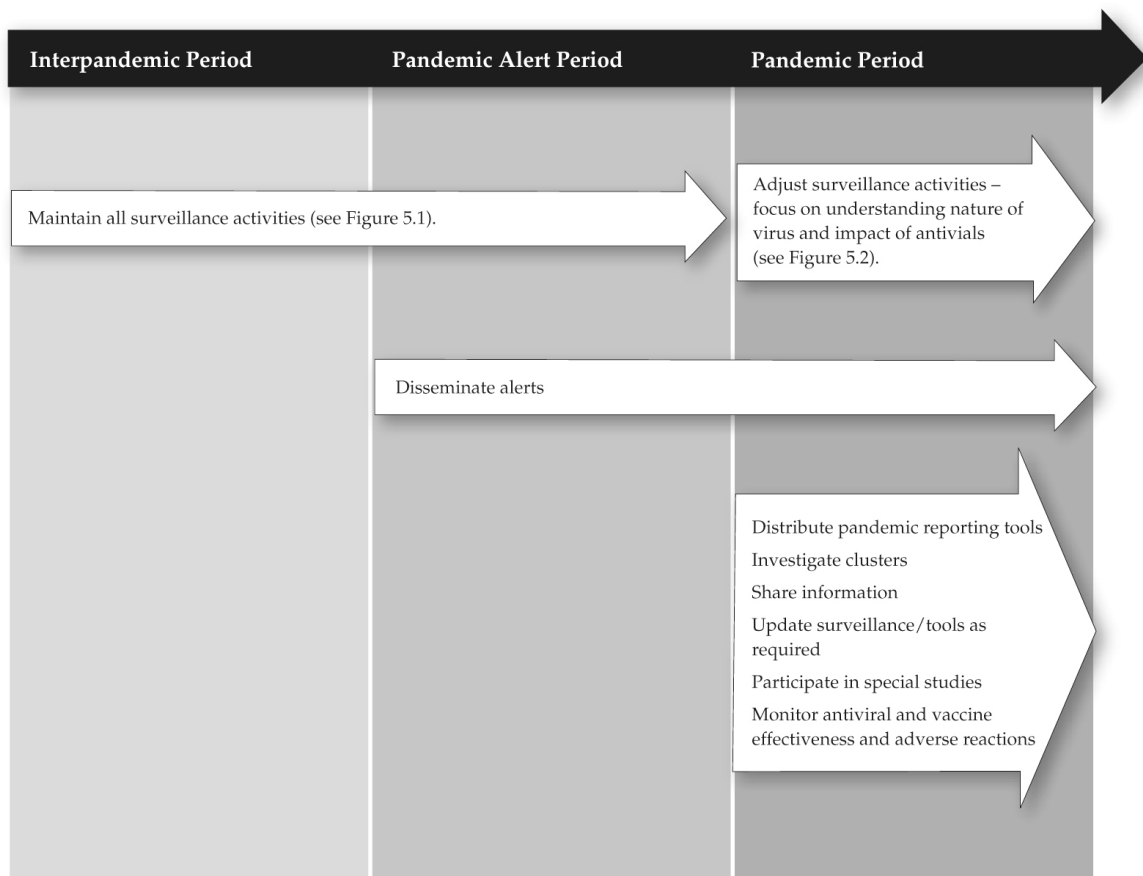 Interpandemic Period
Pandemic Alert Period
Pandemic Period
Maintain all surveillance activities (see Figure 5.1).
Adjust surveillance activities –
focus on understanding nature of
virus and impact of antivials
(see Figure 5.2).
Disseminate alerts
Distribute pandemic reporting tools
Investigate clusters
Share information
Update surveillance/tools as
required
Participate in special studies
Monitor antiviral and vaccine
effectiveness and adverse reactions